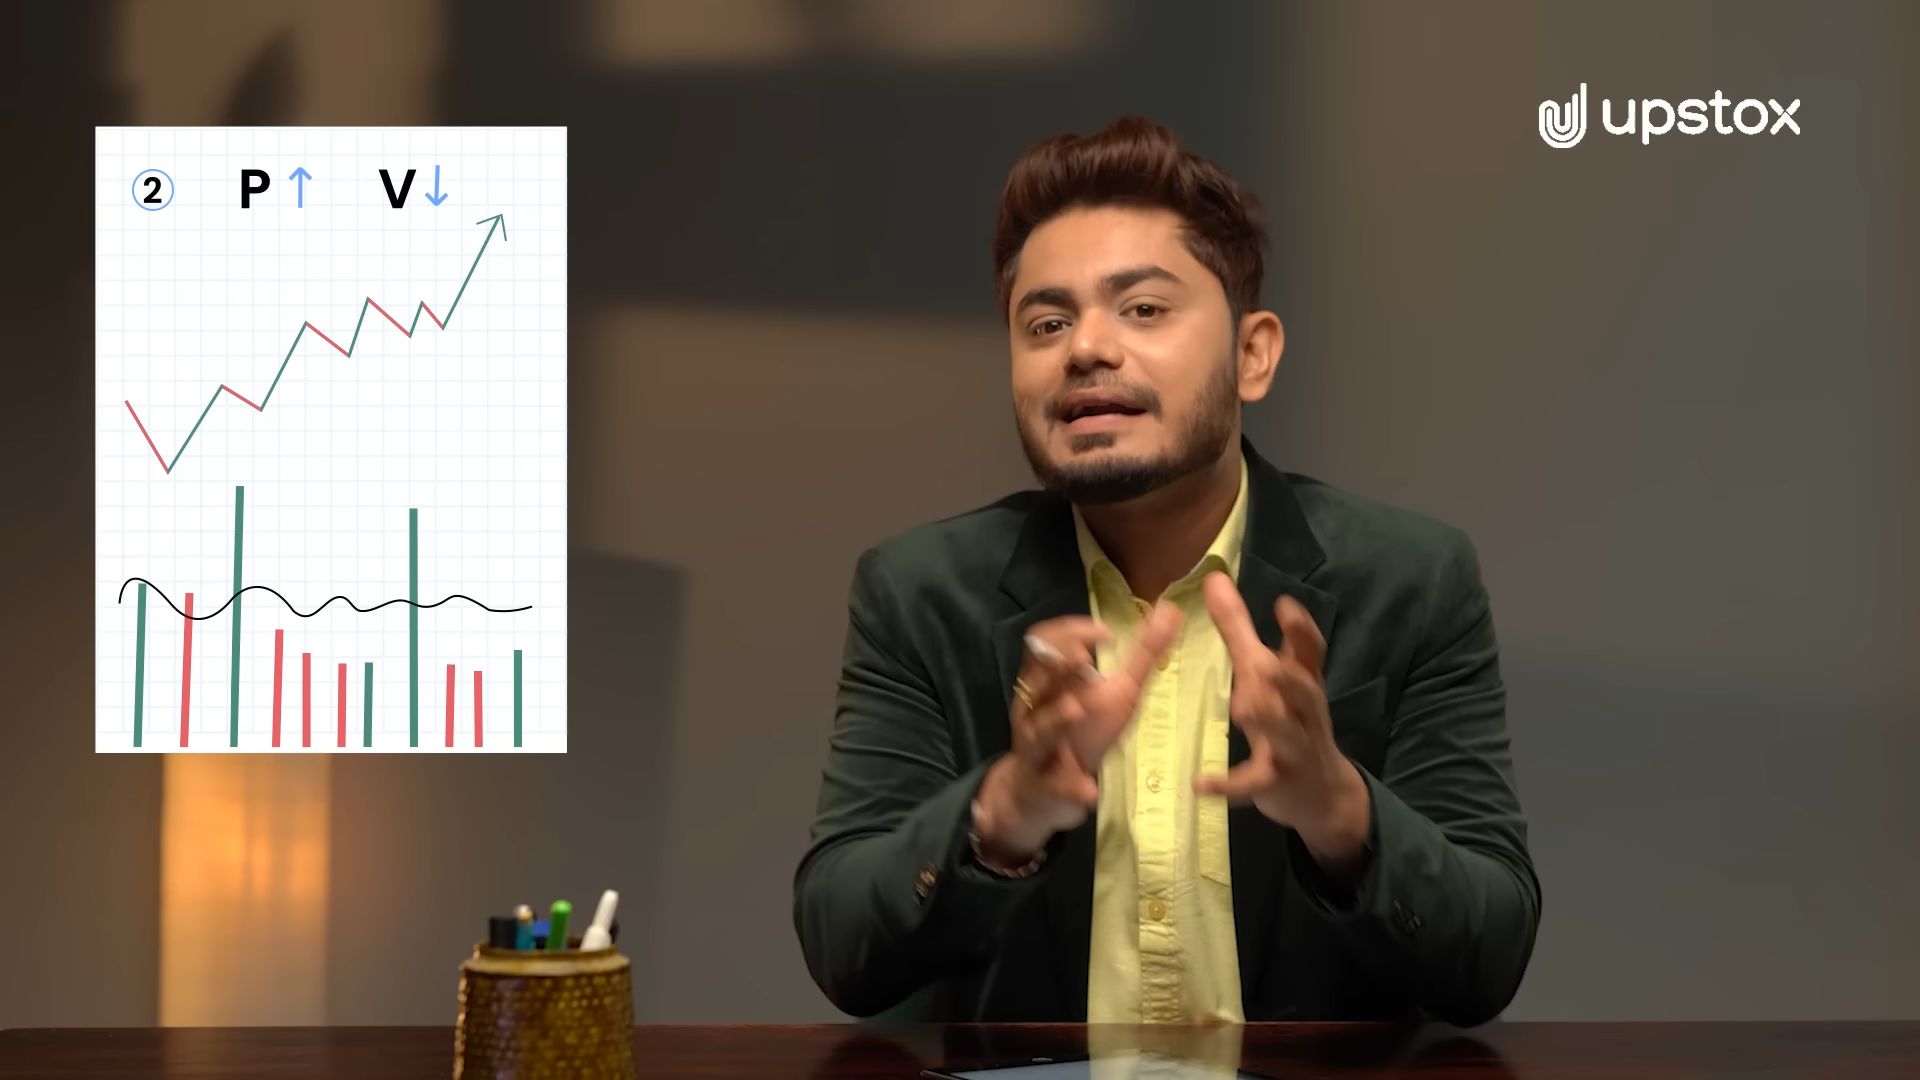 ② P ↑ V ↓
upstox